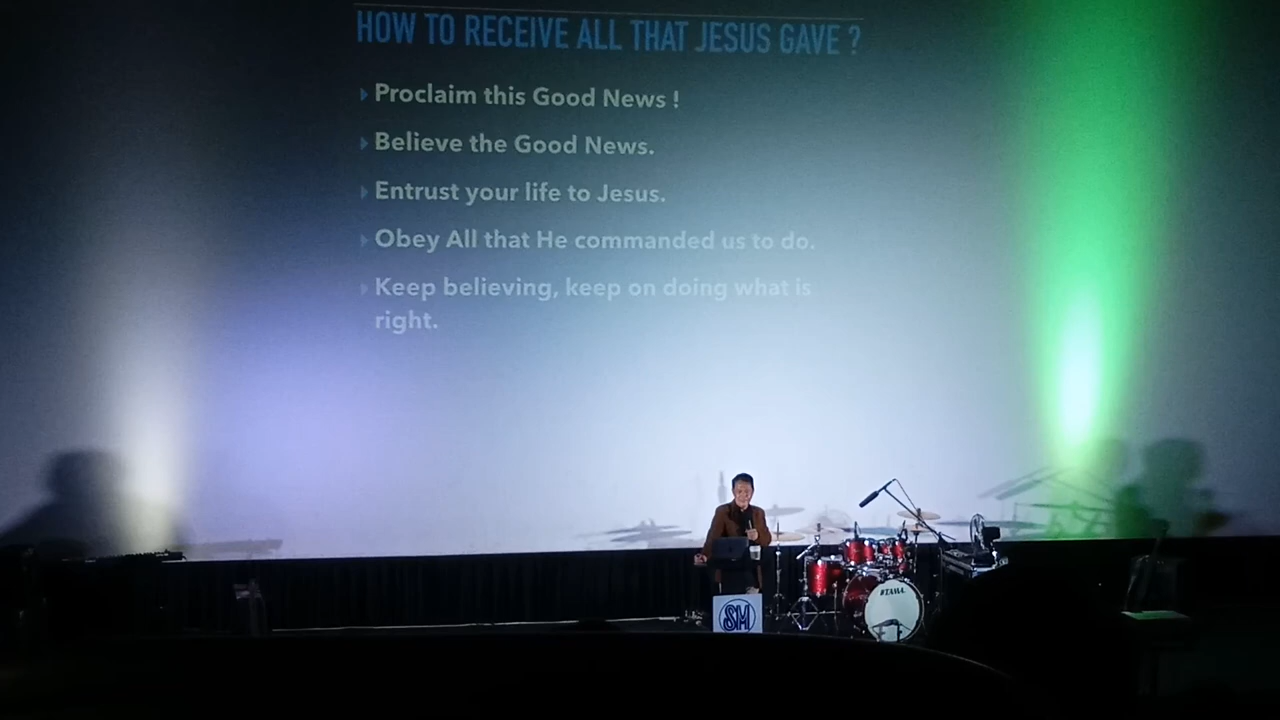 HOW TO RECEIVE ALL THAT JESUS GAVE ?
Proclaim this Good News !
Believe the Good News.
Entrust your life to Jesus.
Obey All that He commanded us to do.
Keep believing, keep on doing what is
right.
TAMA
SM